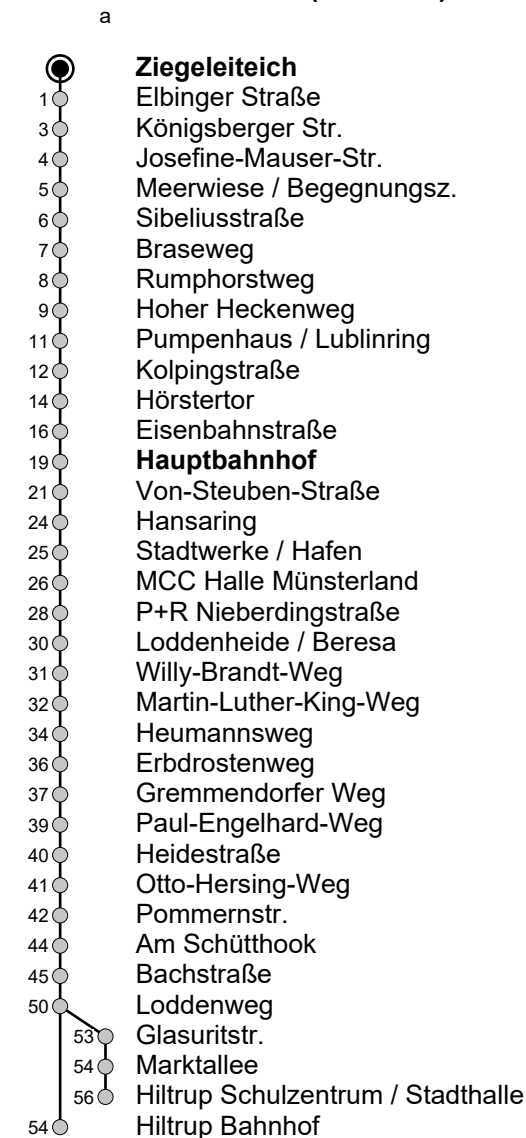 a
Ziegeleiteich
1 Elbinger Straße
3 Königsberger Str.
4 Josefine-Mauser-Str.
5 Meerwiese / Begegnungsz.
6 Sibeliusstraße
7 Braseweg
8 Rumphorstweg
9 Hoher Heckenweg
11 Pumpenhaus / Lublinring
12 Kolpingstraße
14 Hörstertor
16 Eisenbahnstraße
19 Hauptbahnhof
21 Von-Steuben-Straße
24 Hansaring
25 Stadtwerke / Hafen
26 MCC Halle Münsterland
28 P+R Nieberdingstraße
30 Loddenheide / Beresa
31 Willy-Brandt-Weg
32 Martin-Luther-King-Weg
34 Heumannsweg
36 Erbdrostenweg
37 Gremmendorfer Weg
39 Paul-Engelhard-Weg
40 Heidestraße
41 Otto-Hersing-Weg
42 Pommernstr.
44 Am Schütthook
45 Bachstraße
50 Loddenweg
53 Glasuritstr.
54 Marktallee
56 Hiltrup Schulzentrum / Stadthalle
54 Hiltrup Bahnhof